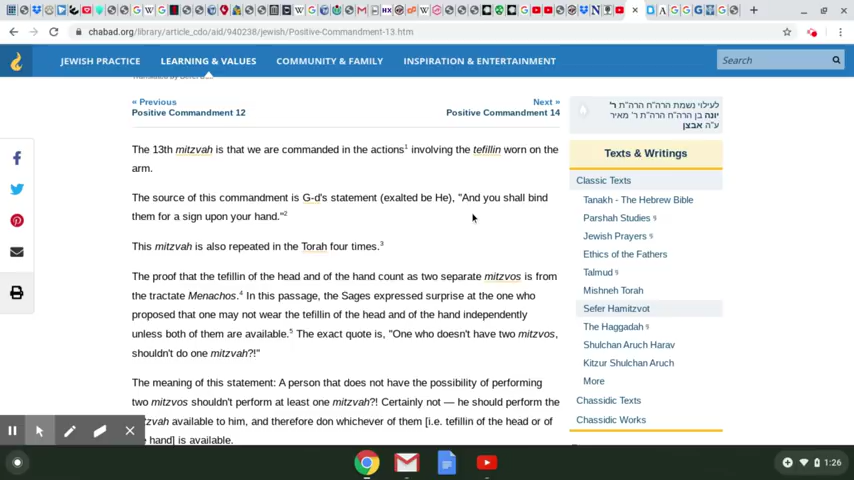 chabad.org/library/article_cdo/aid/940238/jewish/Positive-Commandment-13.htm
JEWISH PRACTICE LEARNING & VALUES COMMUNITY & FAMILY INSPIRATION & ENTERTAINMENT Search
« Previous
Positive Commandment 12
Next »
Positive Commandment 14
The 13th mitzvah is that we are commanded in the actions1 involving the tefillin worn on the
arm.
The source of this commandment is G-d's statement (exalted be He), "And you shall bind
them for a sign upon your hand."2
This mitzvah is also repeated in the Torah four times.3
The proof that the tefillin of the head and of the hand count as two separate mitzvos is from
the tractate Menachos.4 In this passage, the Sages expressed surprise at the one who
proposed that one may not wear the tefillin of the head and of the hand independently
unless both of them are available.5 The exact quote is, "One who doesn't have two mitzvos,
shouldn't do one mitzvah?!"
The meaning of this statement: A person that does not have the possibility of performing
two mitzvos shouldn't perform at least one mitzvah?! Certainly not — he should perform the
available to him, and therefore don whichever of them [i.e. tefillin of the head or of
hand] is available.
לעילוי נשמת הרה"ח הרה"ת ר'
יונה בן הרה"ח הרה"ת ר' מאיר
ע"ה אבצן
Texts & Writings
Classic Texts
Tanakh - The Hebrew Bible
Parshah Studies
Jewish Prayers
Ethics of the Fathers
Talmud
Mishneh Torah
Sefer Hamitzvot
The Haggadah
Shulchan Aruch Harav
Kitzur Shulchan Aruch
More
Chassidic Texts
Chassidic Works
1:26